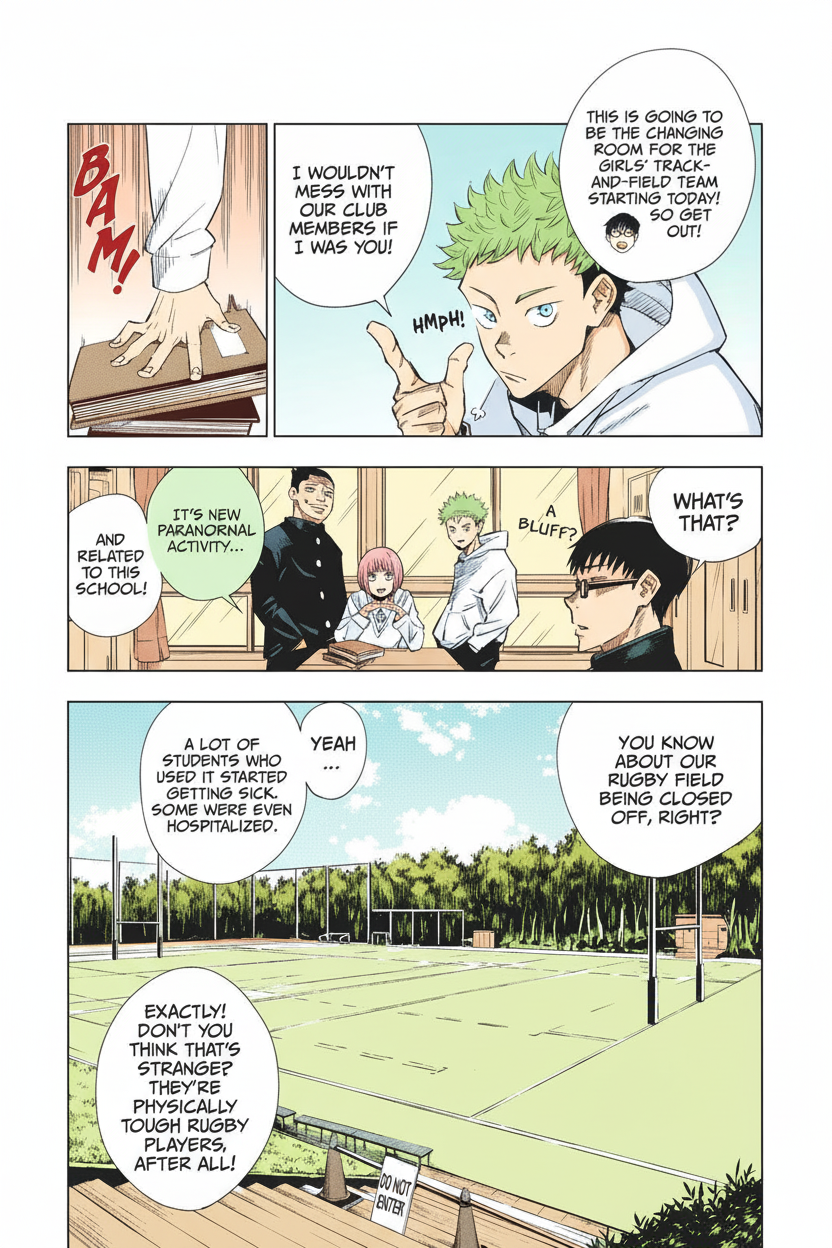 THIS IS GOING TO
BE THE CHANGING
ROOM FOR THE
GIRLS' TRACK-
AND-FIELD TEAM
STARTING TODAY!
SO GET
OUT!
I WOULDN'T
MESS WITH
OUR CLUB
MEMBERS IF
I WAS YOU!
HMPH!
BAM!
WHAT'S
THAT?
A
BLUFF?
IT'S NEW
PARANORNAL
ACTIVITY...
AND
RELATED
TO THIS
SCHOOL!
YOU KNOW
ABOUT OUR
RUGBY FIELD
BEING CLOSED
OFF, RIGHT?
YEAH
...
A LOT OF
STUDENTS WHO
USED IT STARTED
GETTING SICK.
SOME WERE EVEN
HOSPITALIZED.
EXACTLY!
DON'T YOU
THINK THAT'S
STRANGE?
THEY'RE
PHYSICALLY
TOUGH RUGBY
PLAYERS,
AFTER ALL!
DO NOT
ENTER